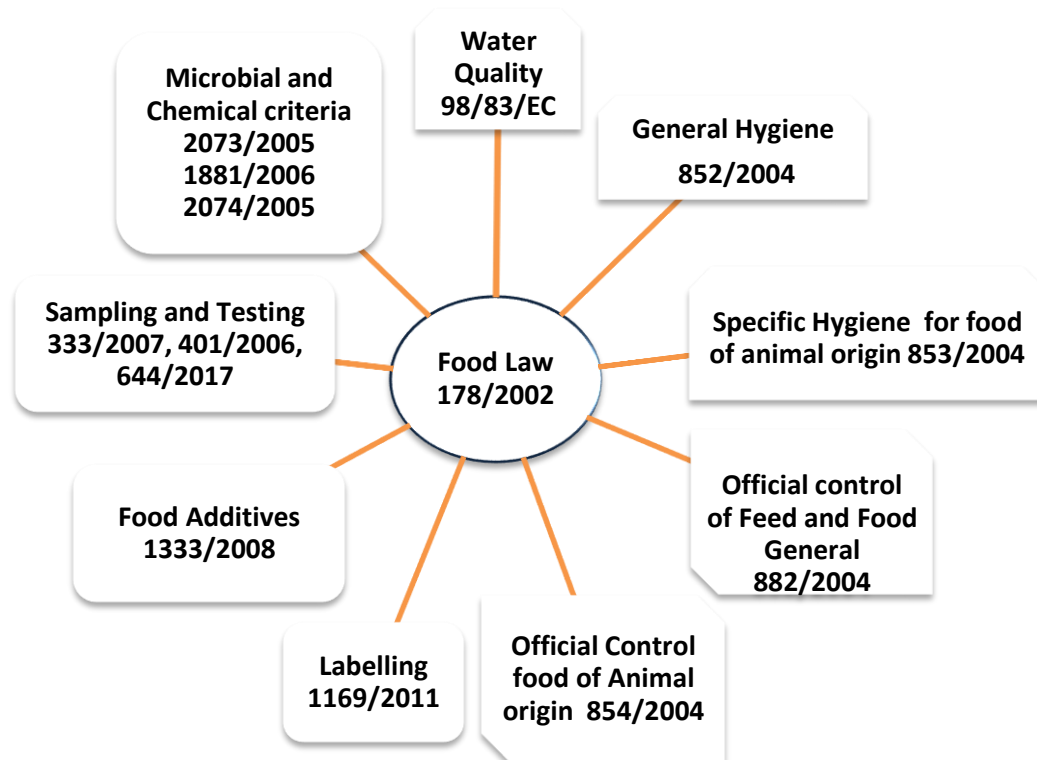 Water
Quality
98/83/EC
Microbial and
Chemical criteria
2073/2005
1881/2006
2074/2005
General Hygiene
852/2004
Sampling and Testing
333/2007, 401/2006,
644/2017
Food Law
178/2002
Specific Hygiene for food
of animal origin 853/2004
Food Additives
1333/2008
Official control
of Feed and Food
General
882/2004
Labelling
1169/2011
Official Control
food of Animal
origin 854/2004